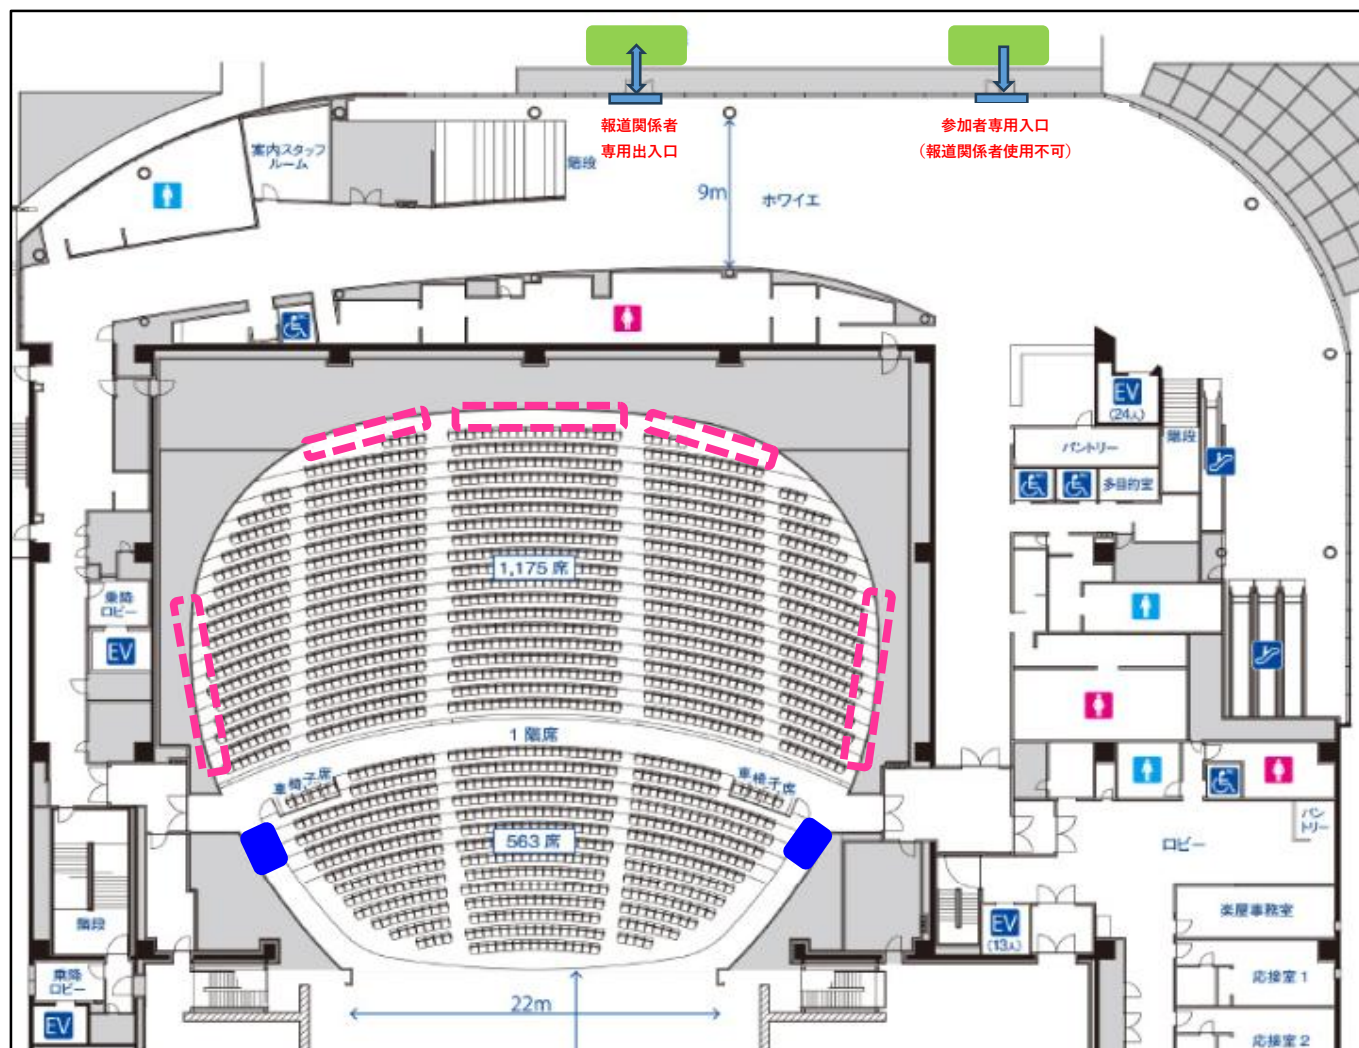 報道関係者
専用出入口
参加者専用入口
（報道関係者使用不可）
案内スタッフ
ルーム
階段
9m
ホワイエ
EV
(24人)
階段
パントリー
多目的室
1,175 席
乗降
ロビー
EV
1 階席
車椅子席
車椅子席
563 席
パン
トリー
ロビー
楽屋事務室
階段
EV
(13人)
乗降
ロビー
応接室 1
22m
EV
応接室 2